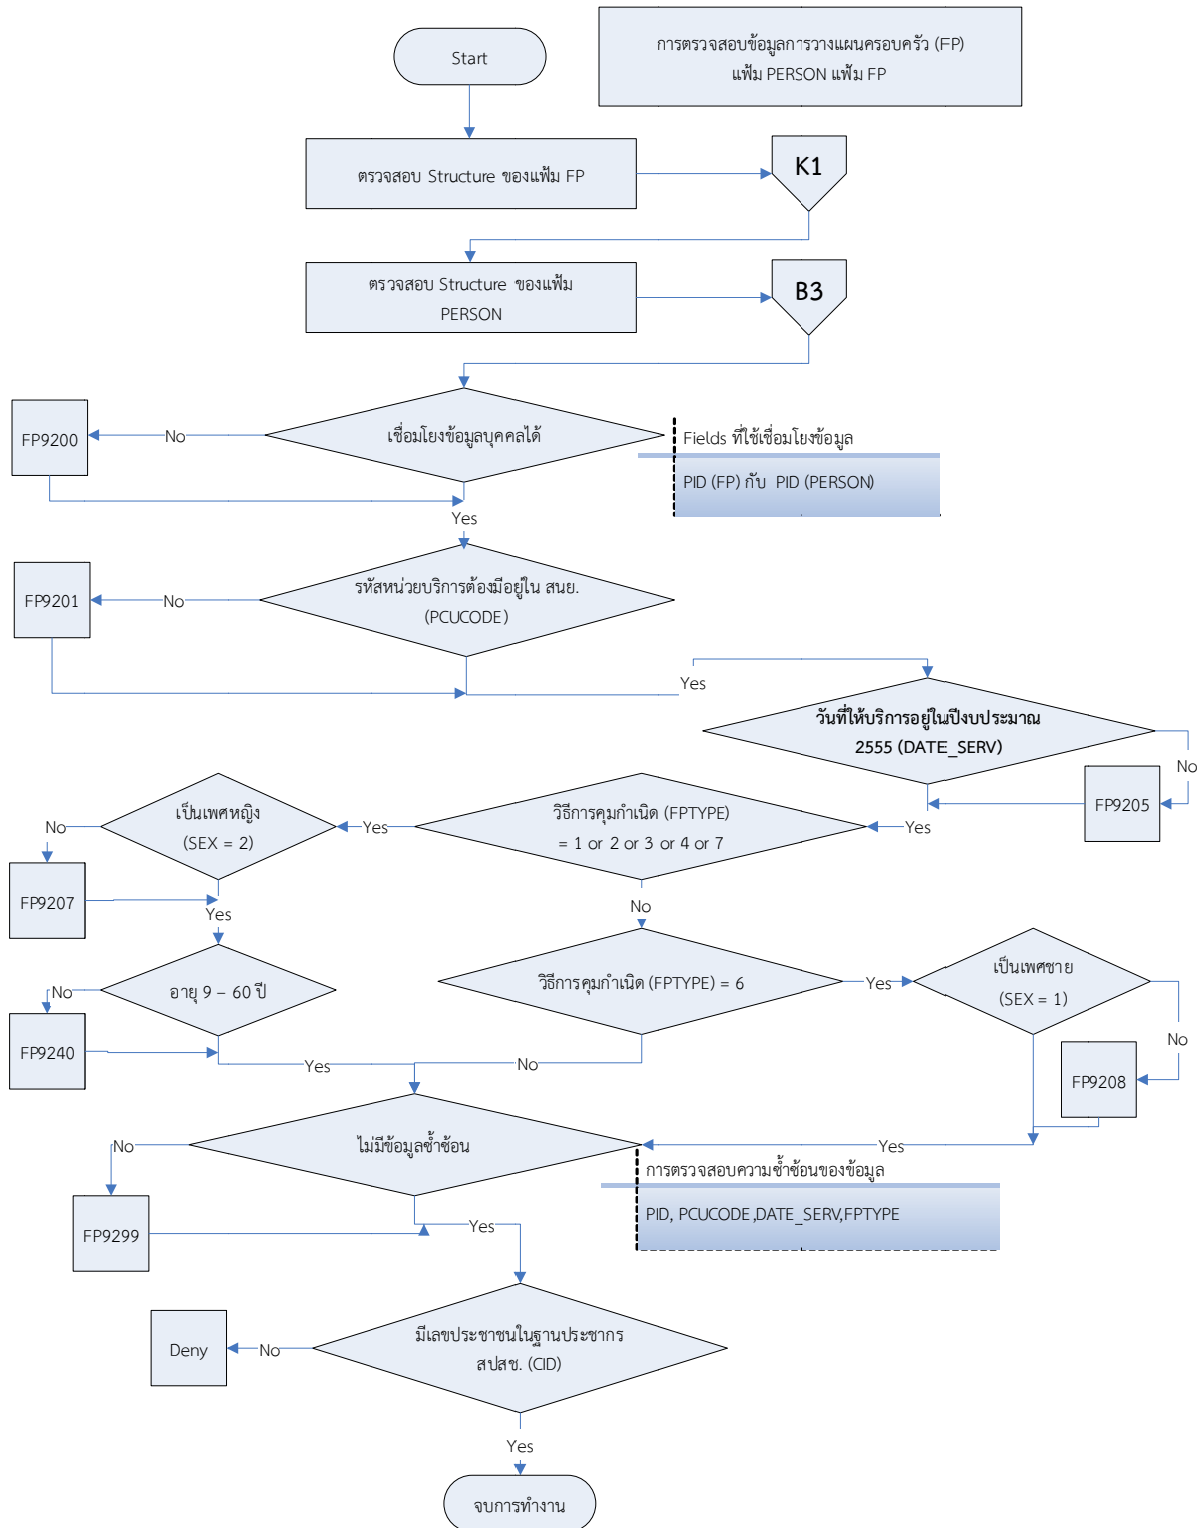 Start
การตรวจสอบข้อมูลการวางแผนครอบครัว (FP)
แฟ้ม PERSON แฟ้ม FP
ตรวจสอบ Structure ของแฟ้ม FP
K1
ตรวจสอบ Structure ของแฟ้ม
PERSON
B3
FP9200
No
เชื่อมโยงข้อมูลบุคคลได้
Fields ที่ใช้เชื่อมโยงข้อมูล
PID (FP) กับ PID (PERSON)
Yes
FP9201
No
รหัสหน่วยบริการต้องมีอยู่ใน สนย.
(PCUCODE)
Yes
วันที่ให้บริการอยู่ในปีงบประมาณ
2555 (DATE_SERV)
No
FP9205
เป็นเพศหญิง
(SEX = 2)
No
Yes
วิธีการคุมกำเนิด (FPTYPE)
= 1 or 2 or 3 or 4 or 7
Yes
FP9207
Yes
No
อายุ 9 – 60 ปี
No
วิธีการคุมกำเนิด (FPTYPE) = 6
Yes
เป็นเพศชาย
(SEX = 1)
No
FP9240
Yes
No
FP9208
No
ไม่มีข้อมูลซ้ำซ้อน
Yes
การตรวจสอบความซ้ำซ้อนของข้อมูล
PID, PCUCODE,DATE_SERV,FPTYPE
FP9299
Yes
Deny
No
มีเลขประชาชนในฐานประชากร
สปสช. (CID)
Yes
จบการทำงาน